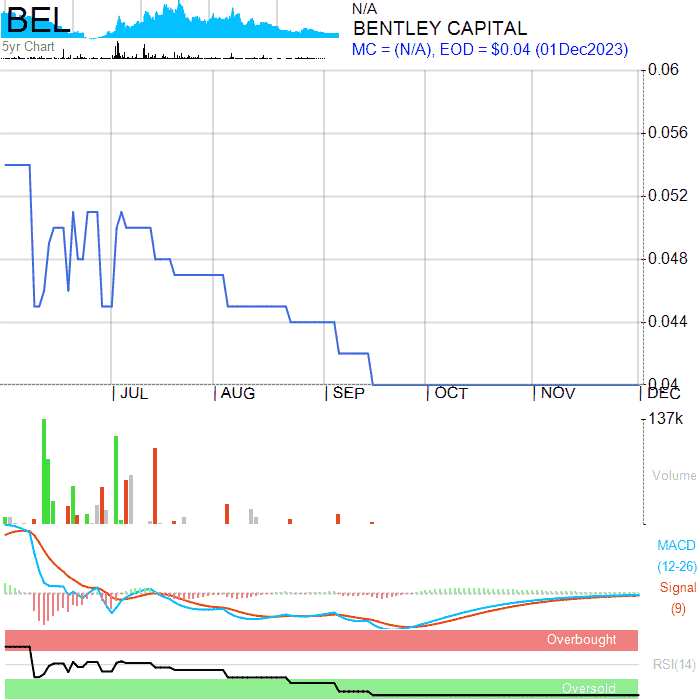 BEL
N/A
BENTLEY CAPITAL
5yr Chart
MC = (N/A), EOD = $0.04 (01Dec2023)
0.06
0.056
0.052
0.048
0.044
0.04
JUL AUG SEP OCT NOV DEC
137k
Volume
MACD
(12-26)
Signal
(9)
Overbought
RSI(14)
Oversold